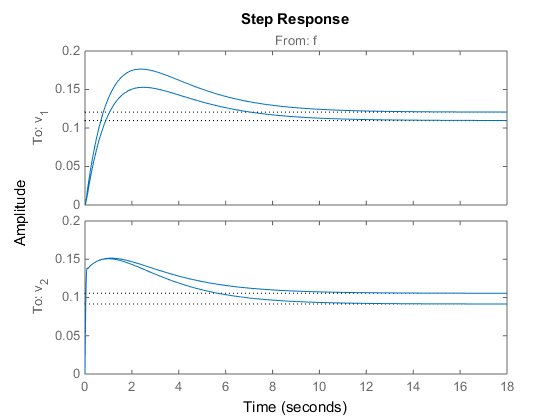 Step Response
From: f
To: v1
0.2
0.15
0.1
0.05
0
Amplitude
To: v2
0.2
0.15
0.1
0.05
0
0 2 4 6 8 10 12 14 16 18
Time (seconds)